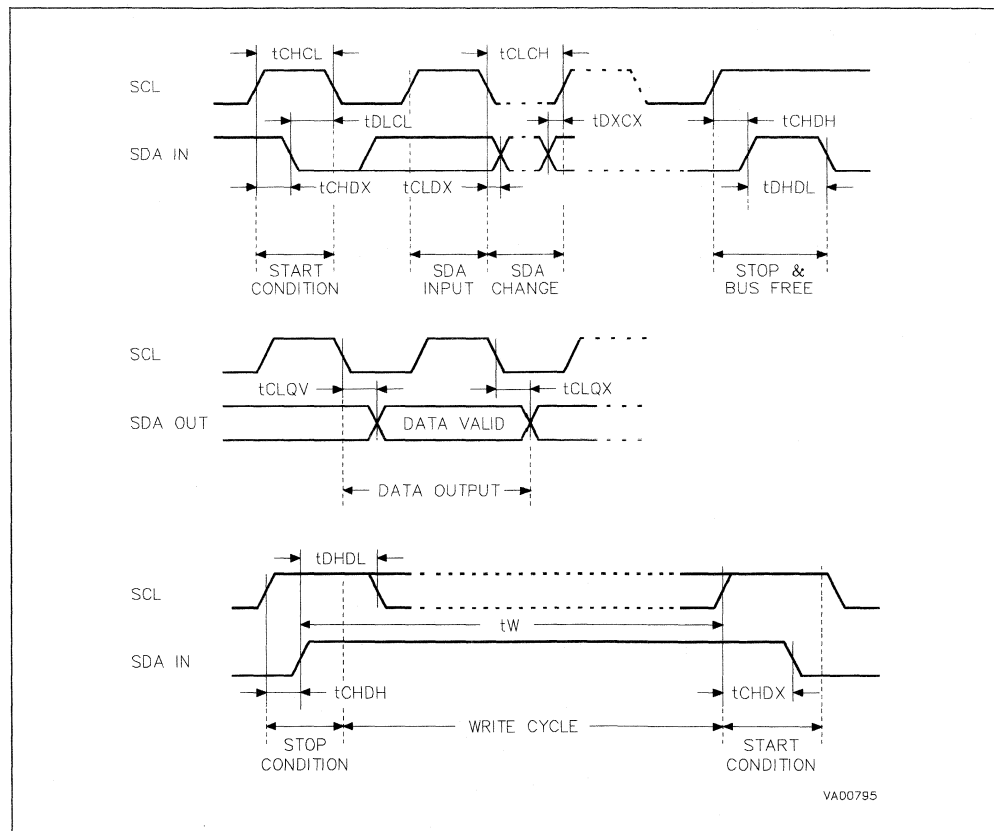 tCHCL
tCLCH
SCL
tDLCL
tDXCX
tCHDH
SDA IN
tCHDX
tCLDX
tDHDL
START
CONDITION
SDA
INPUT
SDA
CHANGE
STOP &
BUS FREE
SCL
tCLQV
tCLQX
SDA OUT
DATA VALID
DATA OUTPUT
tDHDL
SCL
tW
SDA IN
tCHDH
tCHDX
WRITE CYCLE
STOP
CONDITION
START
CONDITION
VA00795